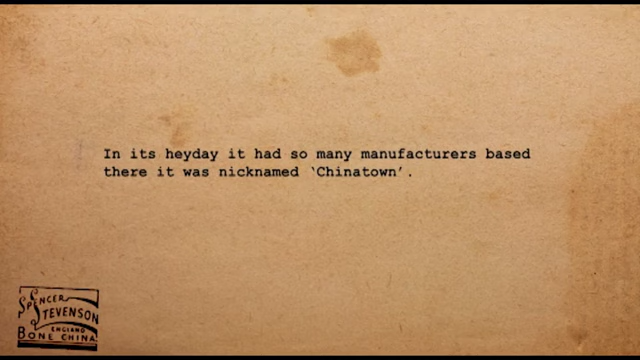 In its heyday it had so many manufacturers based
there it was nicknamed ‘Chinatown’.
SPENCER
STEVENSON
ENGLAND
BONE CHINA